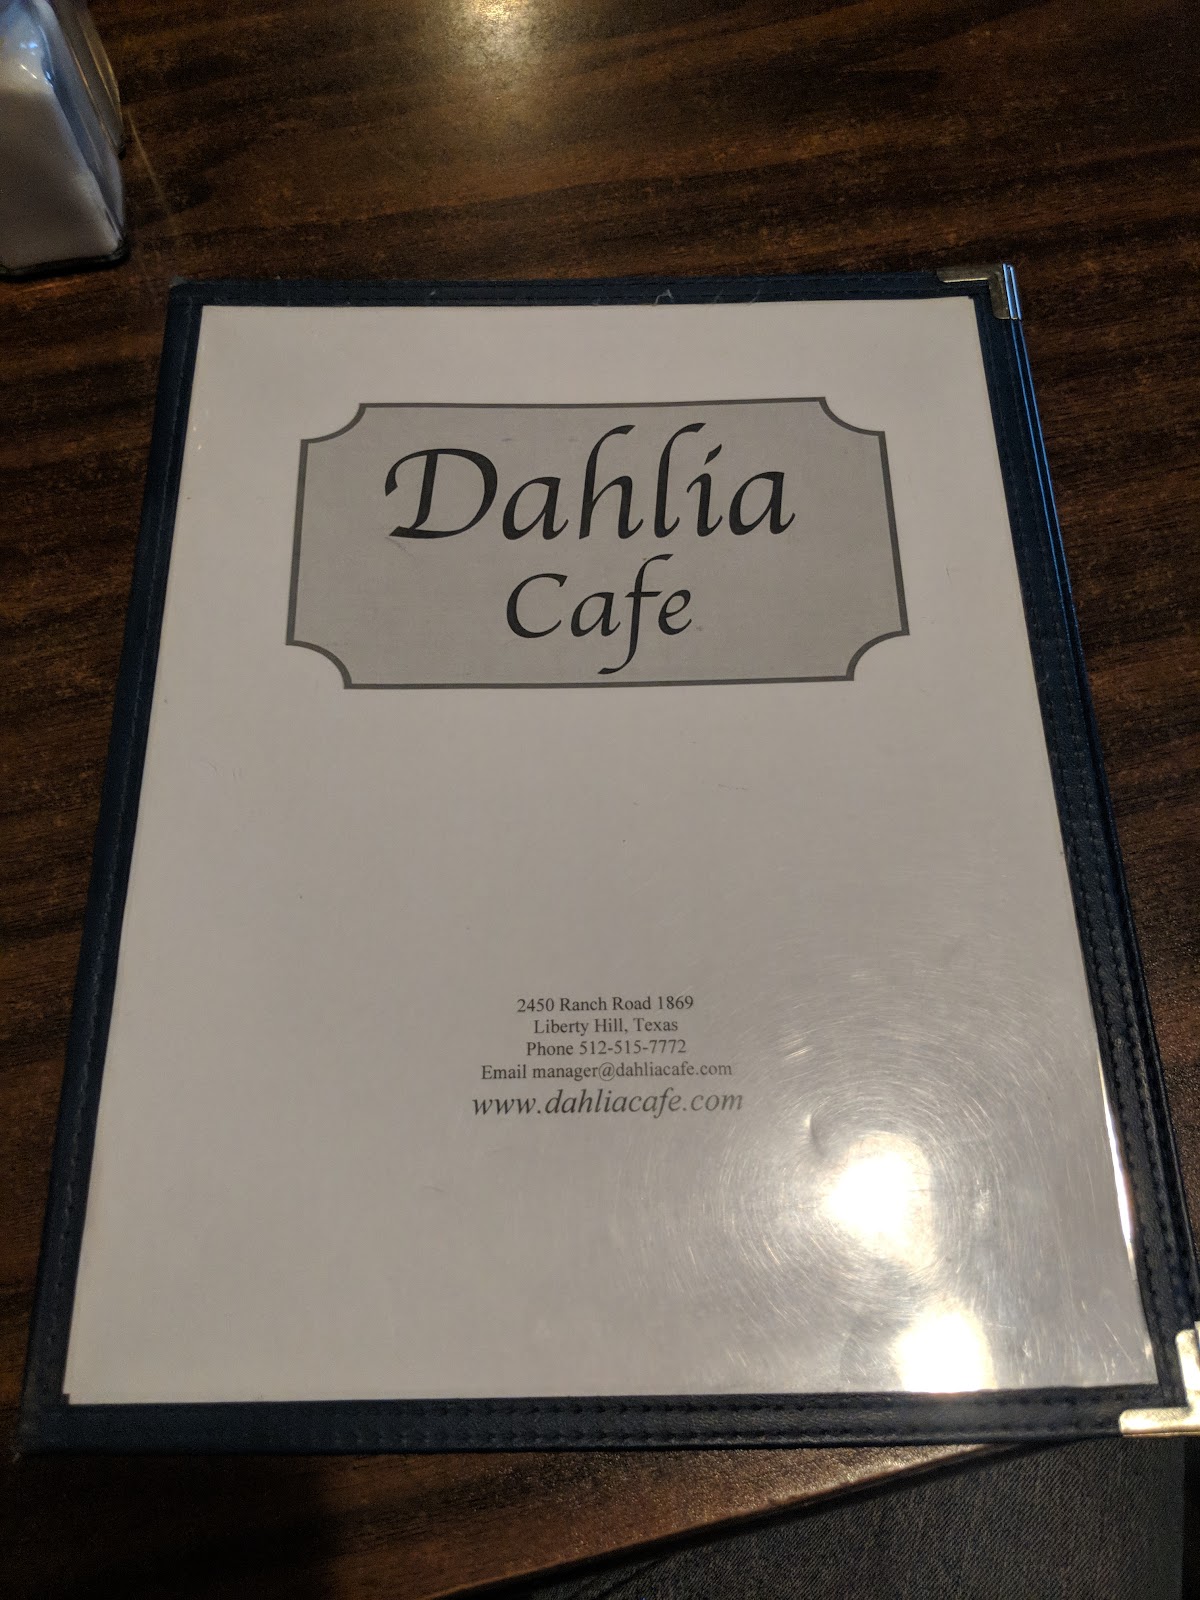 Dahlia
Cafe
2450 Ranch Road 1869
Liberty Hill, Texas
Phone 512-515-7772
Email manager@dahliacafe.com
www.dahliacafe.com